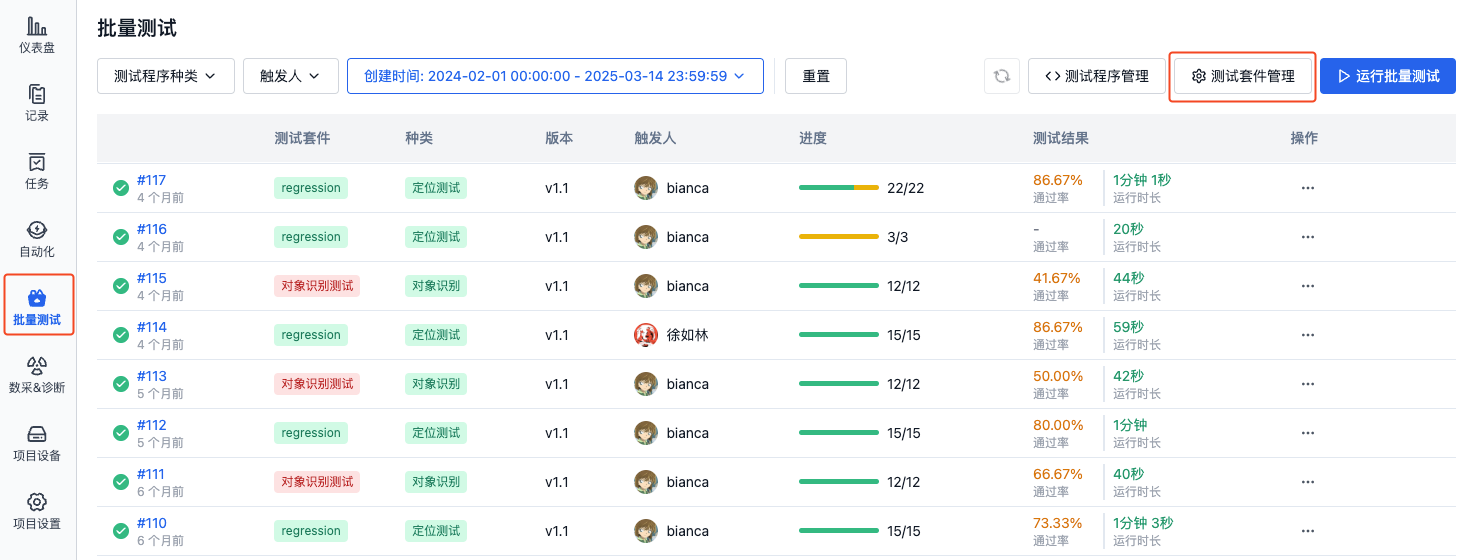 批量测试
仪表盘
记录
任务
自动化
批量测试
数采&诊断
项目设备
项目设置
测试程序种类 触发人 创建时间: 2024-02-01 00:00:00 - 2025-03-14 23:59:59 重置 测试程序管理 测试套件管理 运行批量测试
测试套件 种类 版本 触发人 进度 测试结果 操作
#117 regression 定位测试 v1.1 bianca 22/22 86.67% 1分钟 1秒
4 个月前 通过率 运行时长
#116 regression 定位测试 v1.1 bianca 3/3 - 20秒
4 个月前 通过率 运行时长
#115 对象识别测试 对象识别 v1.1 bianca 12/12 41.67% 44秒
4 个月前 通过率 运行时长
#114 regression 定位测试 v1.1 徐如林 15/15 86.67% 59秒
4 个月前 通过率 运行时长
#113 对象识别测试 对象识别 v1.1 bianca 12/12 50.00% 42秒
5 个月前 通过率 运行时长
#112 regression 定位测试 v1.1 bianca 15/15 80.00% 1分钟
5 个月前 通过率 运行时长
#111 对象识别测试 对象识别 v1.1 bianca 12/12 66.67% 40秒
6 个月前 通过率 运行时长
#110 regression 定位测试 v1.1 bianca 15/15 73.33% 1分钟 3秒
6 个月前 通过率 运行时长